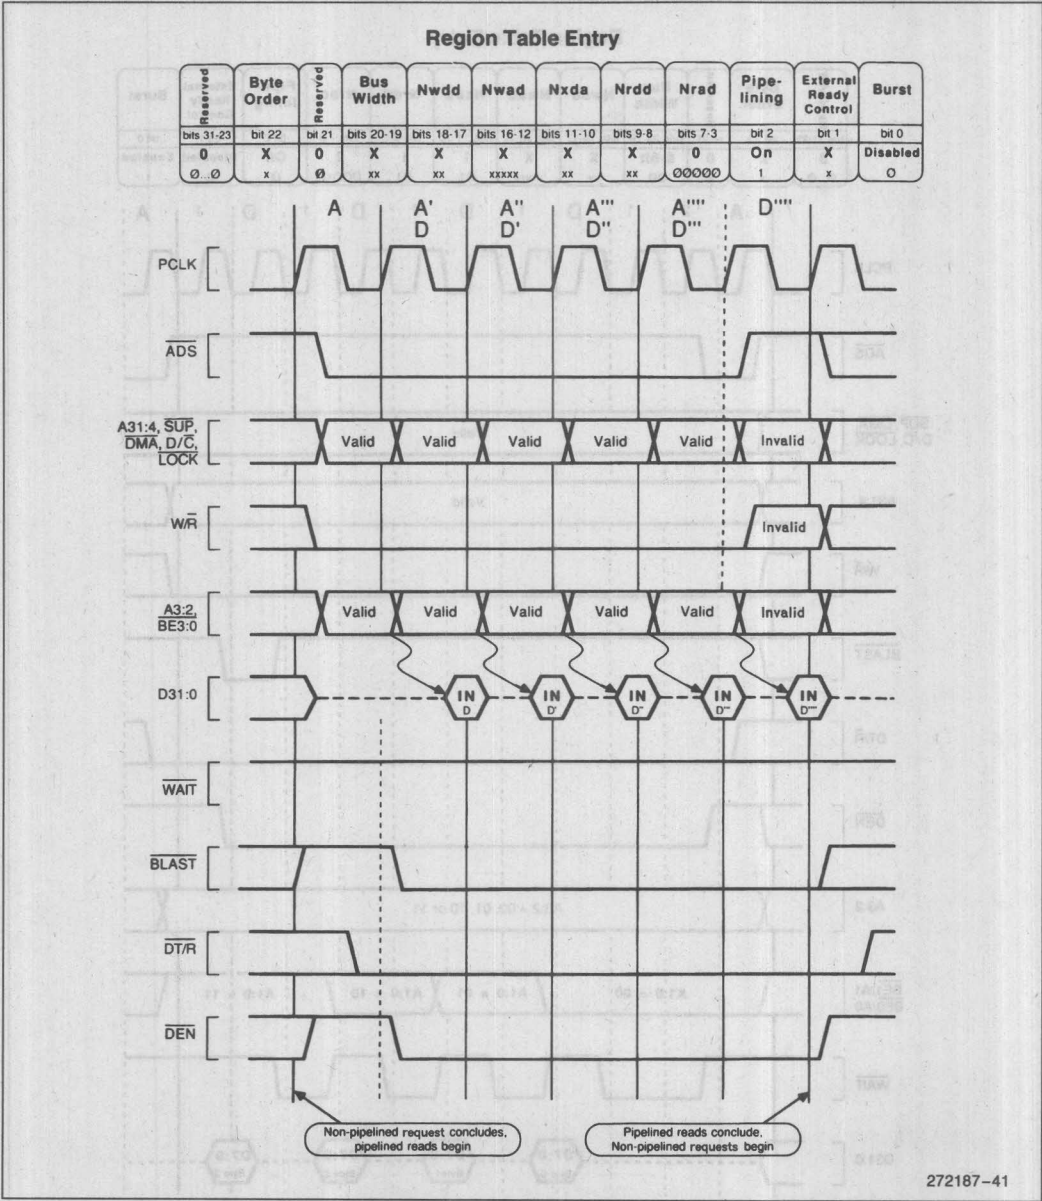 Region Table Entry
Reserved Byte Order Reserved Bus Width Nwdd Nwad Nxda Nrdd Nrad Pipe-lining External Ready Control Burst
bits 31-23 bit 22 bit 21 bits 20-19 bits 18-17 bits 16-12 bits 11-10 bits 9-8 bits 7-3 bit 2 bit 1 bit 0
0 X 0 X X X X X 0 On X Disabled
Ø...Ø x Ø xx xx xxxxx xx xx ØØØØØ 1 x O
A A' A'' A''' A'''' D''''
D D' D'' D'''
PCLK
ADS
A31:4, SUP,
DMA, D/C,
LOCK
Valid Valid Valid Valid Valid Invalid
W/R
Invalid
A3:2,
BE3:0
Valid Valid Valid Valid Valid Invalid
D31:0
IN IN IN IN IN
D D' D'' D''' D''''
WAIT
BLAST
DT/R
DEN
Non-pipelined request concludes,
pipelined reads begin
Pipelined reads conclude,
Non-pipelined requests begin
272187–41